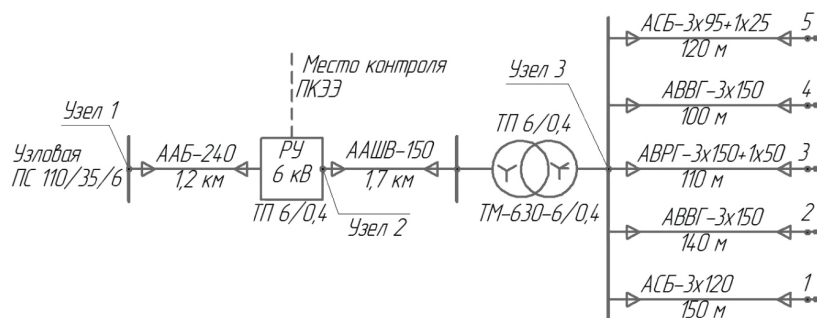 Узел 1
Узловая
ПС 110/35/6
ААБ-240
1,2 км
Место контроля
ПКЭЭ
РУ
6 кВ
ТП 6/0,4
Узел 2
ААШВ-150
1,7 км
ТП 6/0,4
ТМ-630-6/0,4
Узел 3
АСБ-3х95+1х25
120 м
5
АВВГ-3х150
100 м
4
АВРГ-3х150+1х50
110 м
3
АВВГ-3х150
140 м
2
АСБ-3х120
150 м
1